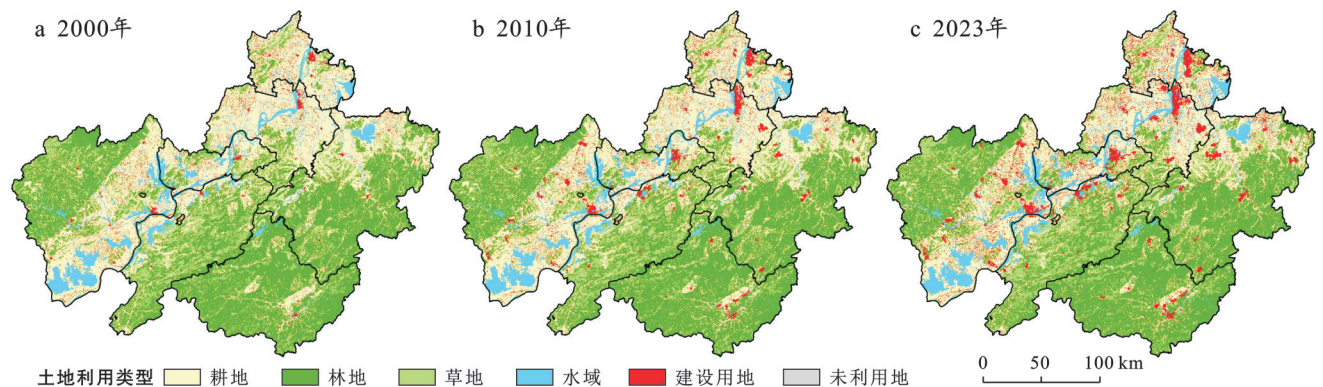 a 2000年
b 2010年
c 2023年
土地利用类型 耕地 林地 草地 水域 建设用地 未利用地
0 50 100 km